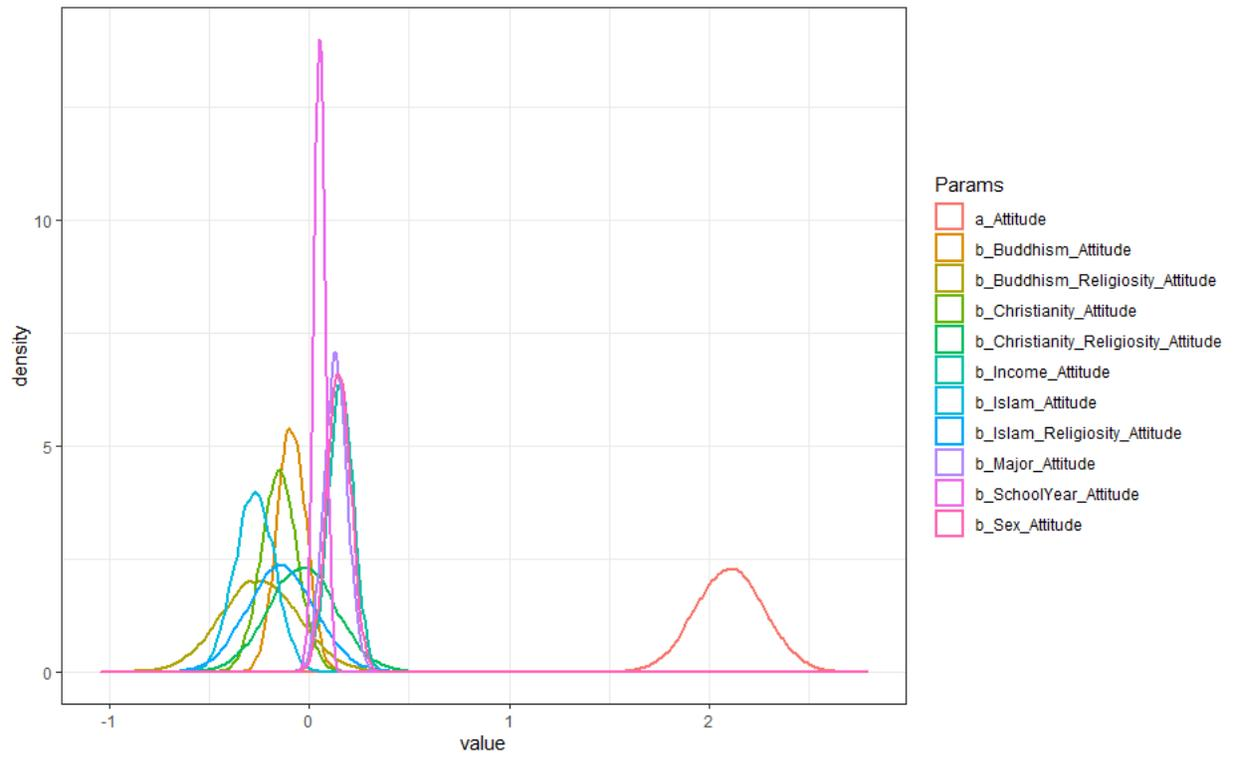 10
5
0
density
-1
0
1
2
value
Params
a_Attitude
b_Buddhism_Attitude
b_Buddhism_Religiosity_Attitude
b_Christianity_Attitude
b_Christianity_Religiosity_Attitude
b_Income_Attitude
b_Islam_Attitude
b_Islam_Religiosity_Attitude
b_Major_Attitude
b_SchoolYear_Attitude
b_Sex_Attitude